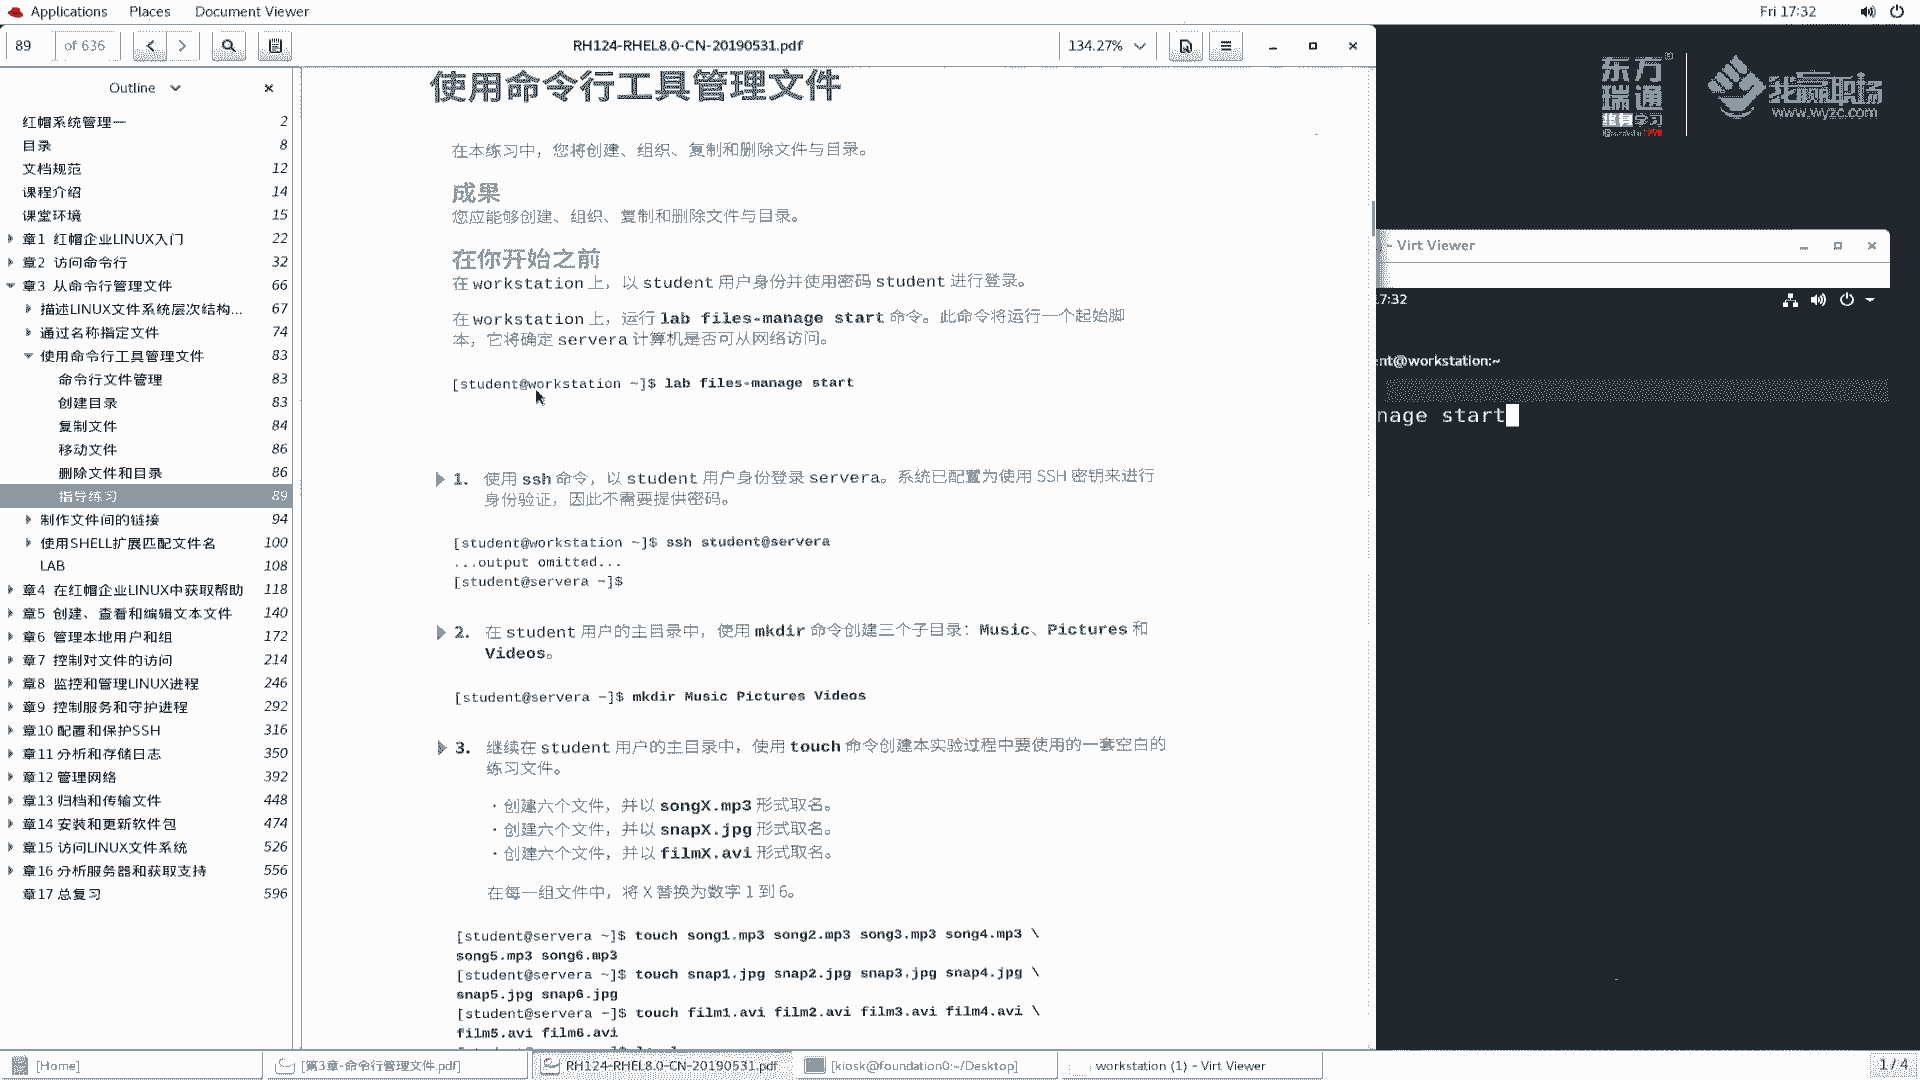 Applications Places Document Viewer Fri 17:32
89 of 636 RH124-RHEL8.0-CN-20190531.pdf 134.27%
Outline
红帽系统管理一 2
目录 8
文档规范 12
课程介绍 14
课堂环境 15
章1 红帽企业LINUX入门 22
章2 访问命令行 32
章3 从命令行管理文件 66
描述LINUX文件系统层次结构... 67
通过名称指定文件 74
使用命令行工具管理文件 83
命令行文件管理 83
创建目录 83
复制文件 84
移动文件 86
删除文件和目录 86
指导练习 89
制作文件间的链接 94
使用SHELL扩展匹配文件名 100
LAB 108
章4 在红帽企业LINUX中获取帮助 118
章5 创建、查看和编辑文本文件 140
章6 管理本地用户和组 172
章7 控制对文件的访问 214
章8 监控和管理LINUX进程 246
章9 控制服务和守护进程 292
章10 配置和保护SSH 316
章11 分析和存储日志 350
章12 管理网络 392
章13 归档和传输文件 448
章14 安装和更新软件包 474
章15 访问LINUX文件系统 526
章16 分析服务器和获取支持 556
章17 总复习 596
使用命令行工具管理文件
在本练习中，您将创建、组织、复制和删除文件与目录。
成果
您应能够创建、组织、复制和删除文件与目录。
在你开始之前
在 workstation 上，以 student 用户身份并使用密码 student 进行登录。
在 workstation 上，运行 lab files-manage start 命令。此命令将运行一个起始脚
本，它将确定 servera 计算机是否可从网络访问。
[student@workstation ~]$ lab files-manage start
1. 使用 ssh 命令，以 student 用户身份登录 servera。系统已配置为使用 SSH 密钥来进行
身份验证，因此不需要提供密码。
[student@workstation ~]$ ssh student@servera
...output omitted...
[student@servera ~]$
2. 在 student 用户的主目录中，使用 mkdir 命令创建三个子目录：Music、Pictures 和
Videos。
[student@servera ~]$ mkdir Music Pictures Videos
3. 继续在 student 用户的主目录中，使用 touch 命令创建本实验过程中要使用的一套空白的
练习文件。
· 创建六个文件，并以 songX.mp3 形式取名。
· 创建六个文件，并以 snapX.jpg 形式取名。
· 创建六个文件，并以 filmX.avi 形式取名。
在每一组文件中，将 X 替换为数字 1 到 6。
[student@servera ~]$ touch song1.mp3 song2.mp3 song3.mp3 song4.mp3 \
song5.mp3 song6.mp3
[student@servera ~]$ touch snap1.jpg snap2.jpg snap3.jpg snap4.jpg \
snap5.jpg snap6.jpg
[student@servera ~]$ touch film1.avi film2.avi film3.avi film4.avi \
film5.avi film6.avi
东方
瑞通
终身学习
我赢职场
www.wyzc.com
- Virt Viewer
7:32
nt@workstation:~
nage start
[Home] [第3章-命令行管理文件.pdf] RH124-RHEL8.0-CN-20190531.pdf [kiosk@foundation0:~/Desktop] workstation (1) - Virt Viewer 1 / 4